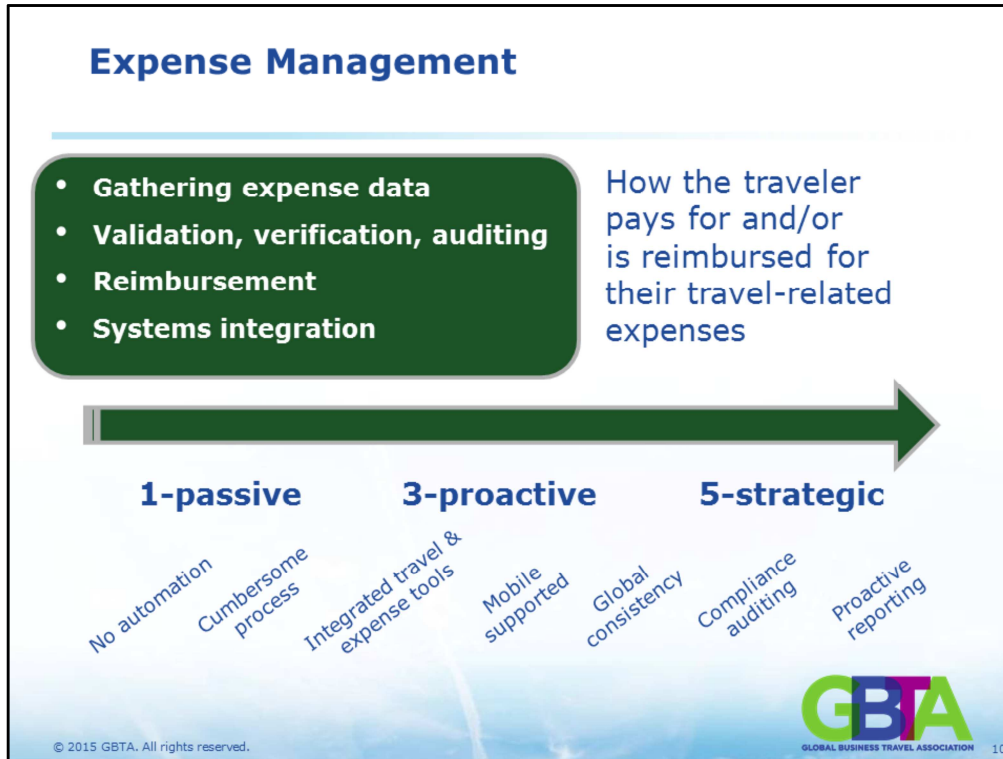 Expense Management
• Gathering expense data
• Validation, verification, auditing
• Reimbursement
• Systems integration
How the traveler
pays for and/or
is reimbursed for
their travel-related
expenses
1-passive
3-proactive
5-strategic
No automation
Cumbersome
process
Integrated travel &
expense tools
Mobile
supported
Global
consistency
Compliance
auditing
Proactive
reporting
GBTA
GLOBAL BUSINESS TRAVEL ASSOCIATION
© 2015 GBTA. All rights reserved.
10